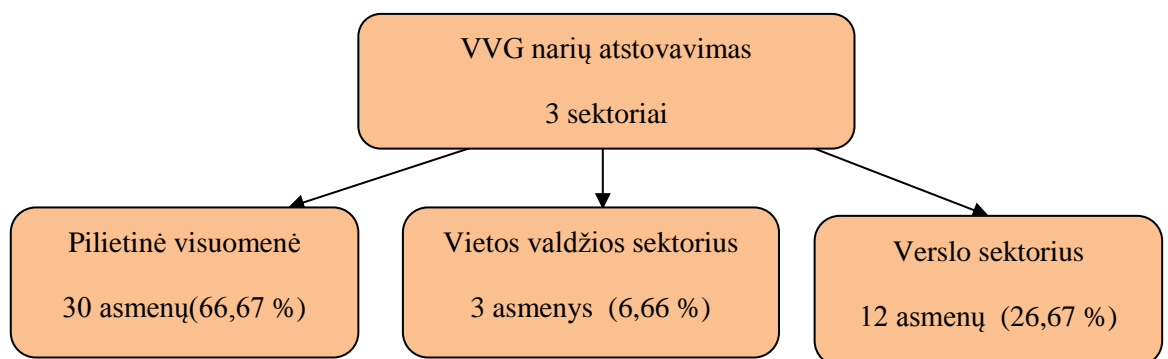 VVG narių atstovavimas
3 sektoriai
Pilietinė visuomenė
30 asmenų(66,67 %)
Vietos valdžios sektorius
3 asmenys (6,66 %)
Verslo sektorius
12 asmenų (26,67 %)